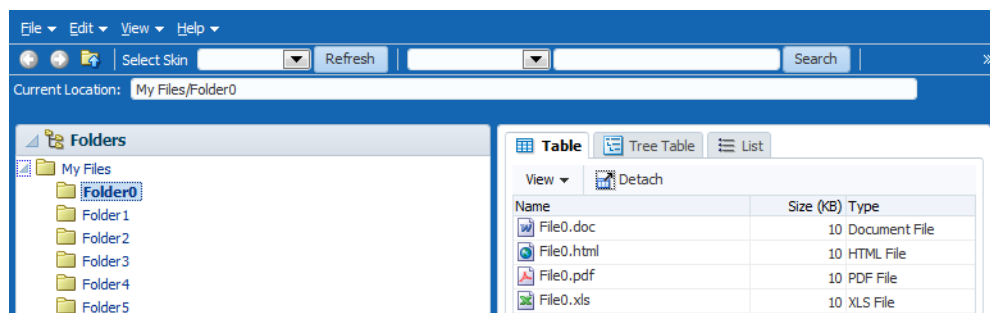 File Edit View Help
Select Skin Refresh Search »
Current Location: My Files/Folder0
Folders
My Files
Folder0
Folder1
Folder2
Folder3
Folder4
Folder5
Table Tree Table List
View Detach
Name Size (KB) Type
File0.doc 10 Document File
File0.html 10 HTML File
File0.pdf 10 PDF File
File0.xls 10 XLS File